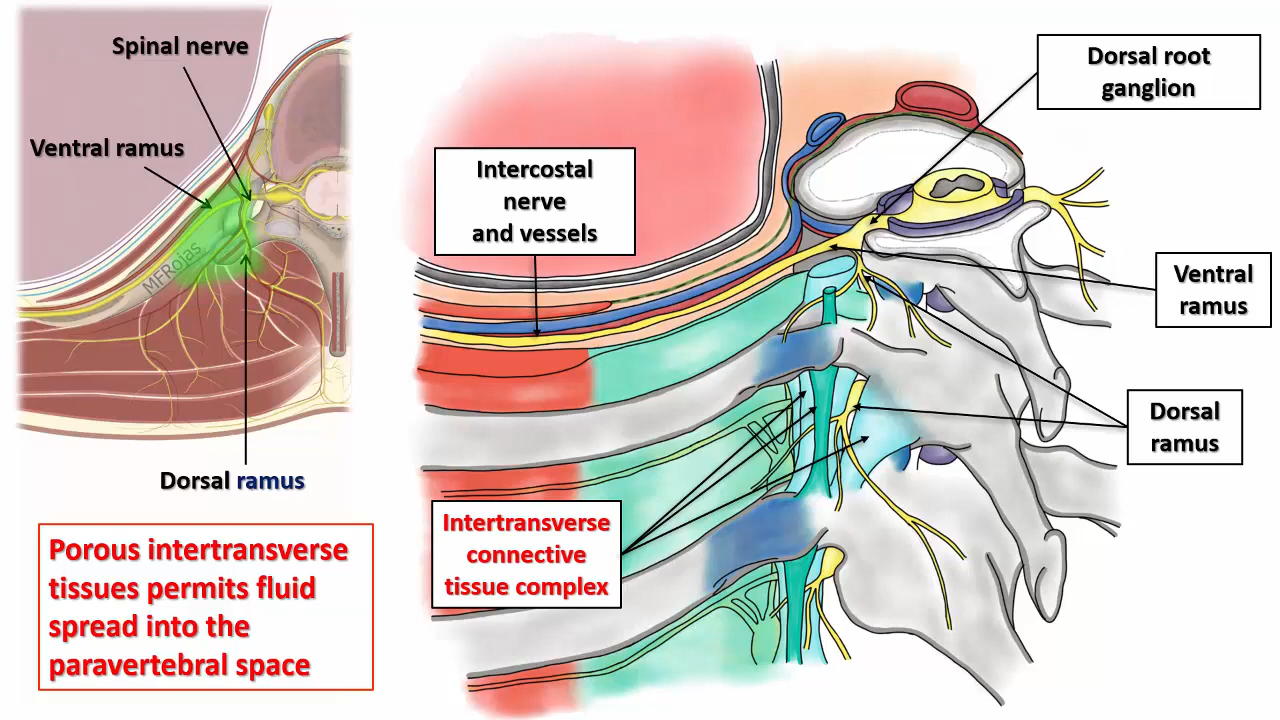 Spinal nerve
Ventral ramus
MFRojas
Dorsal ramus
Porous intertransverse
tissues permits fluid
spread into the
paravertebral space
Intercostal
nerve
and vessels
Dorsal root
ganglion
Ventral
ramus
Dorsal
ramus
Intertransverse
connective
tissue complex